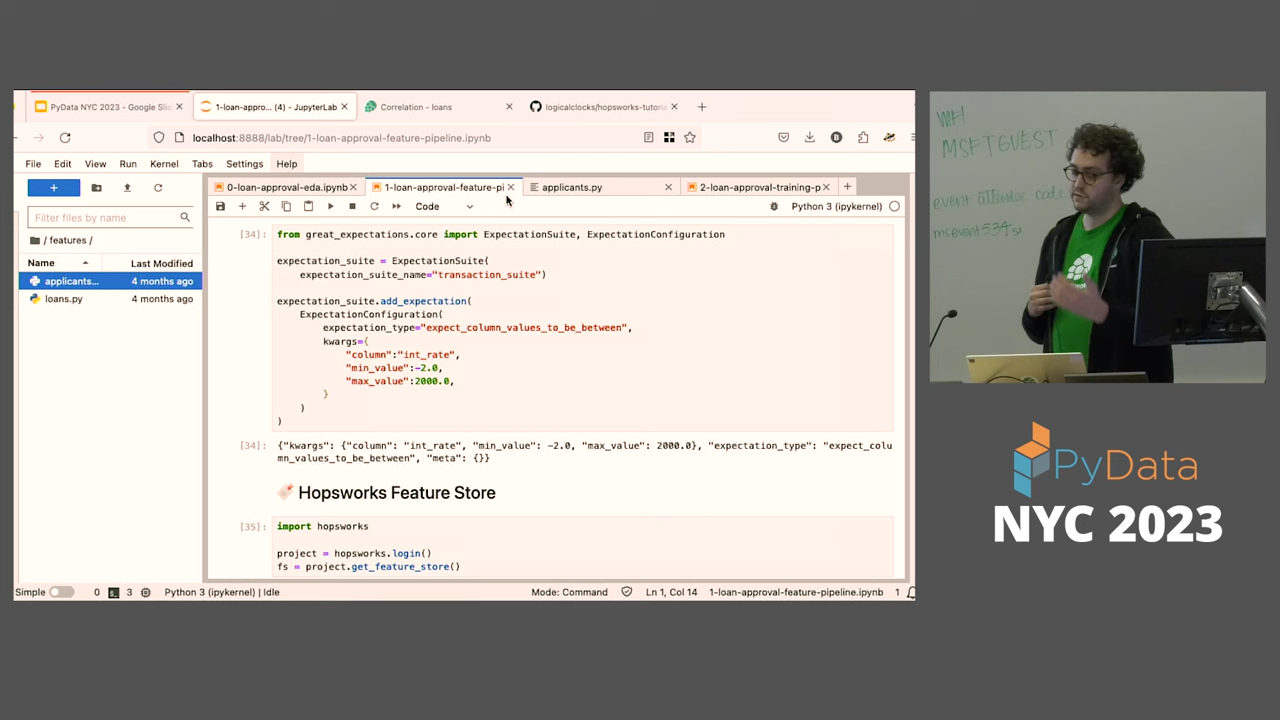 PyData NYC 2023 - Google Slid
1-loan-appro... (4) - JupyterLab
Correlation - loans
logicalclocks/hopsworks-tutoria
localhost:8888/lab/tree/1-loan-approval-feature-pipeline.ipynb
File Edit View Run Kernel Tabs Settings Help
0-loan-approval-eda.ipynb
1-loan-approval-feature-pi
applicants.py
2-loan-approval-training-p
Code
Python 3 (ipykernel)
Filter files by name
/ features /
Name Last Modified
applicants... 4 months ago
loans.py 4 months ago
[34]: from great_expectations.core import ExpectationSuite, ExpectationConfiguration
expectation_suite = ExpectationSuite(
expectation_suite_name="transaction_suite")
expectation_suite.add_expectation(
ExpectationConfiguration(
expectation_type="expect_column_values_to_be_between",
kwargs={
"column":"int_rate",
"min_value":-2.0,
"max_value":2000.0,
}
)
)
[34]: {"kwargs": {"column": "int_rate", "min_value": -2.0, "max_value": 2000.0}, "expectation_type": "expect_colu
mn_values_to_be_between", "meta": {}}
Hopsworks Feature Store
[35]: import hopsworks
project = hopsworks.login()
fs = project.get_feature_store()
Simple 0 3 Python 3 (ipykernel) | Idle Mode: Command Ln 1, Col 14 1-loan-approval-feature-pipeline.ipynb 1
MSFTGUEST
event attendee code
msevent534si
PyData
NYC 2023